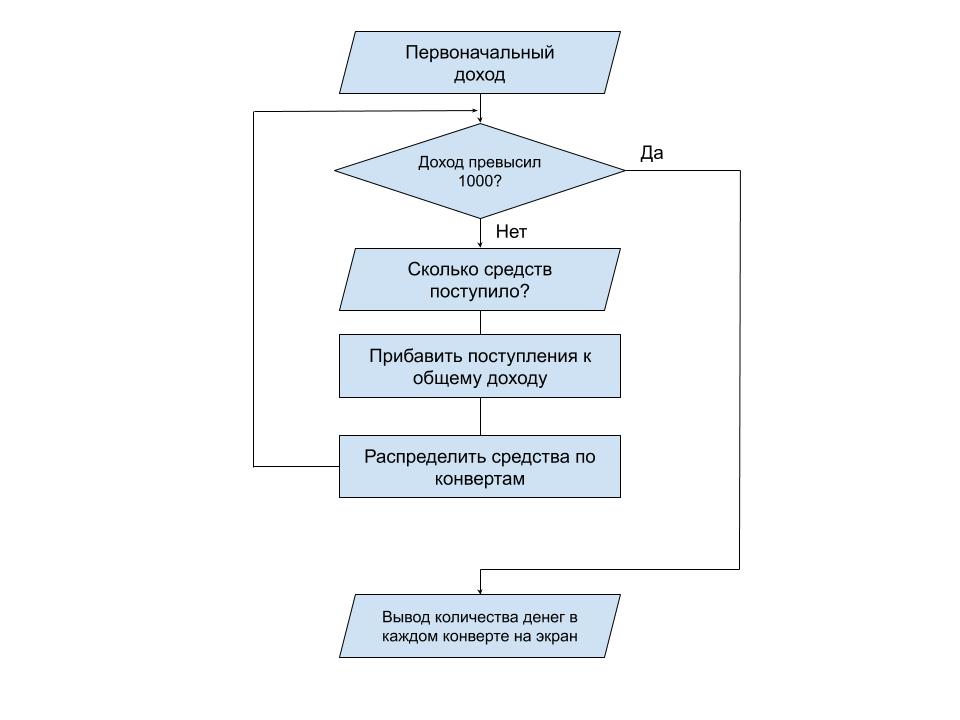 Первоначальный
доход
Доход превысил
1000?
Да
Нет
Сколько средств
поступило?
Прибавить поступления к
общему доходу
Распределить средства по
конвертам
Вывод количества денег в
каждом конверте на экран